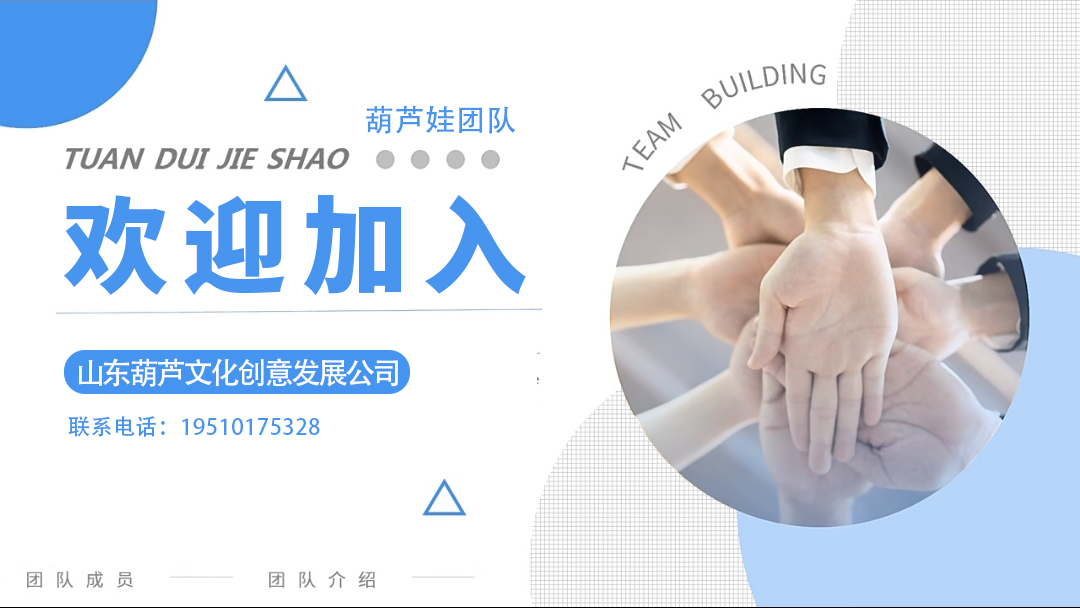 TEAM BUILDING
葫芦娃团队
TUAN DUI JIE SHAO
欢迎加入
山东葫芦文化创意发展公司
联系电话：19510175328
团队成员
团队介绍